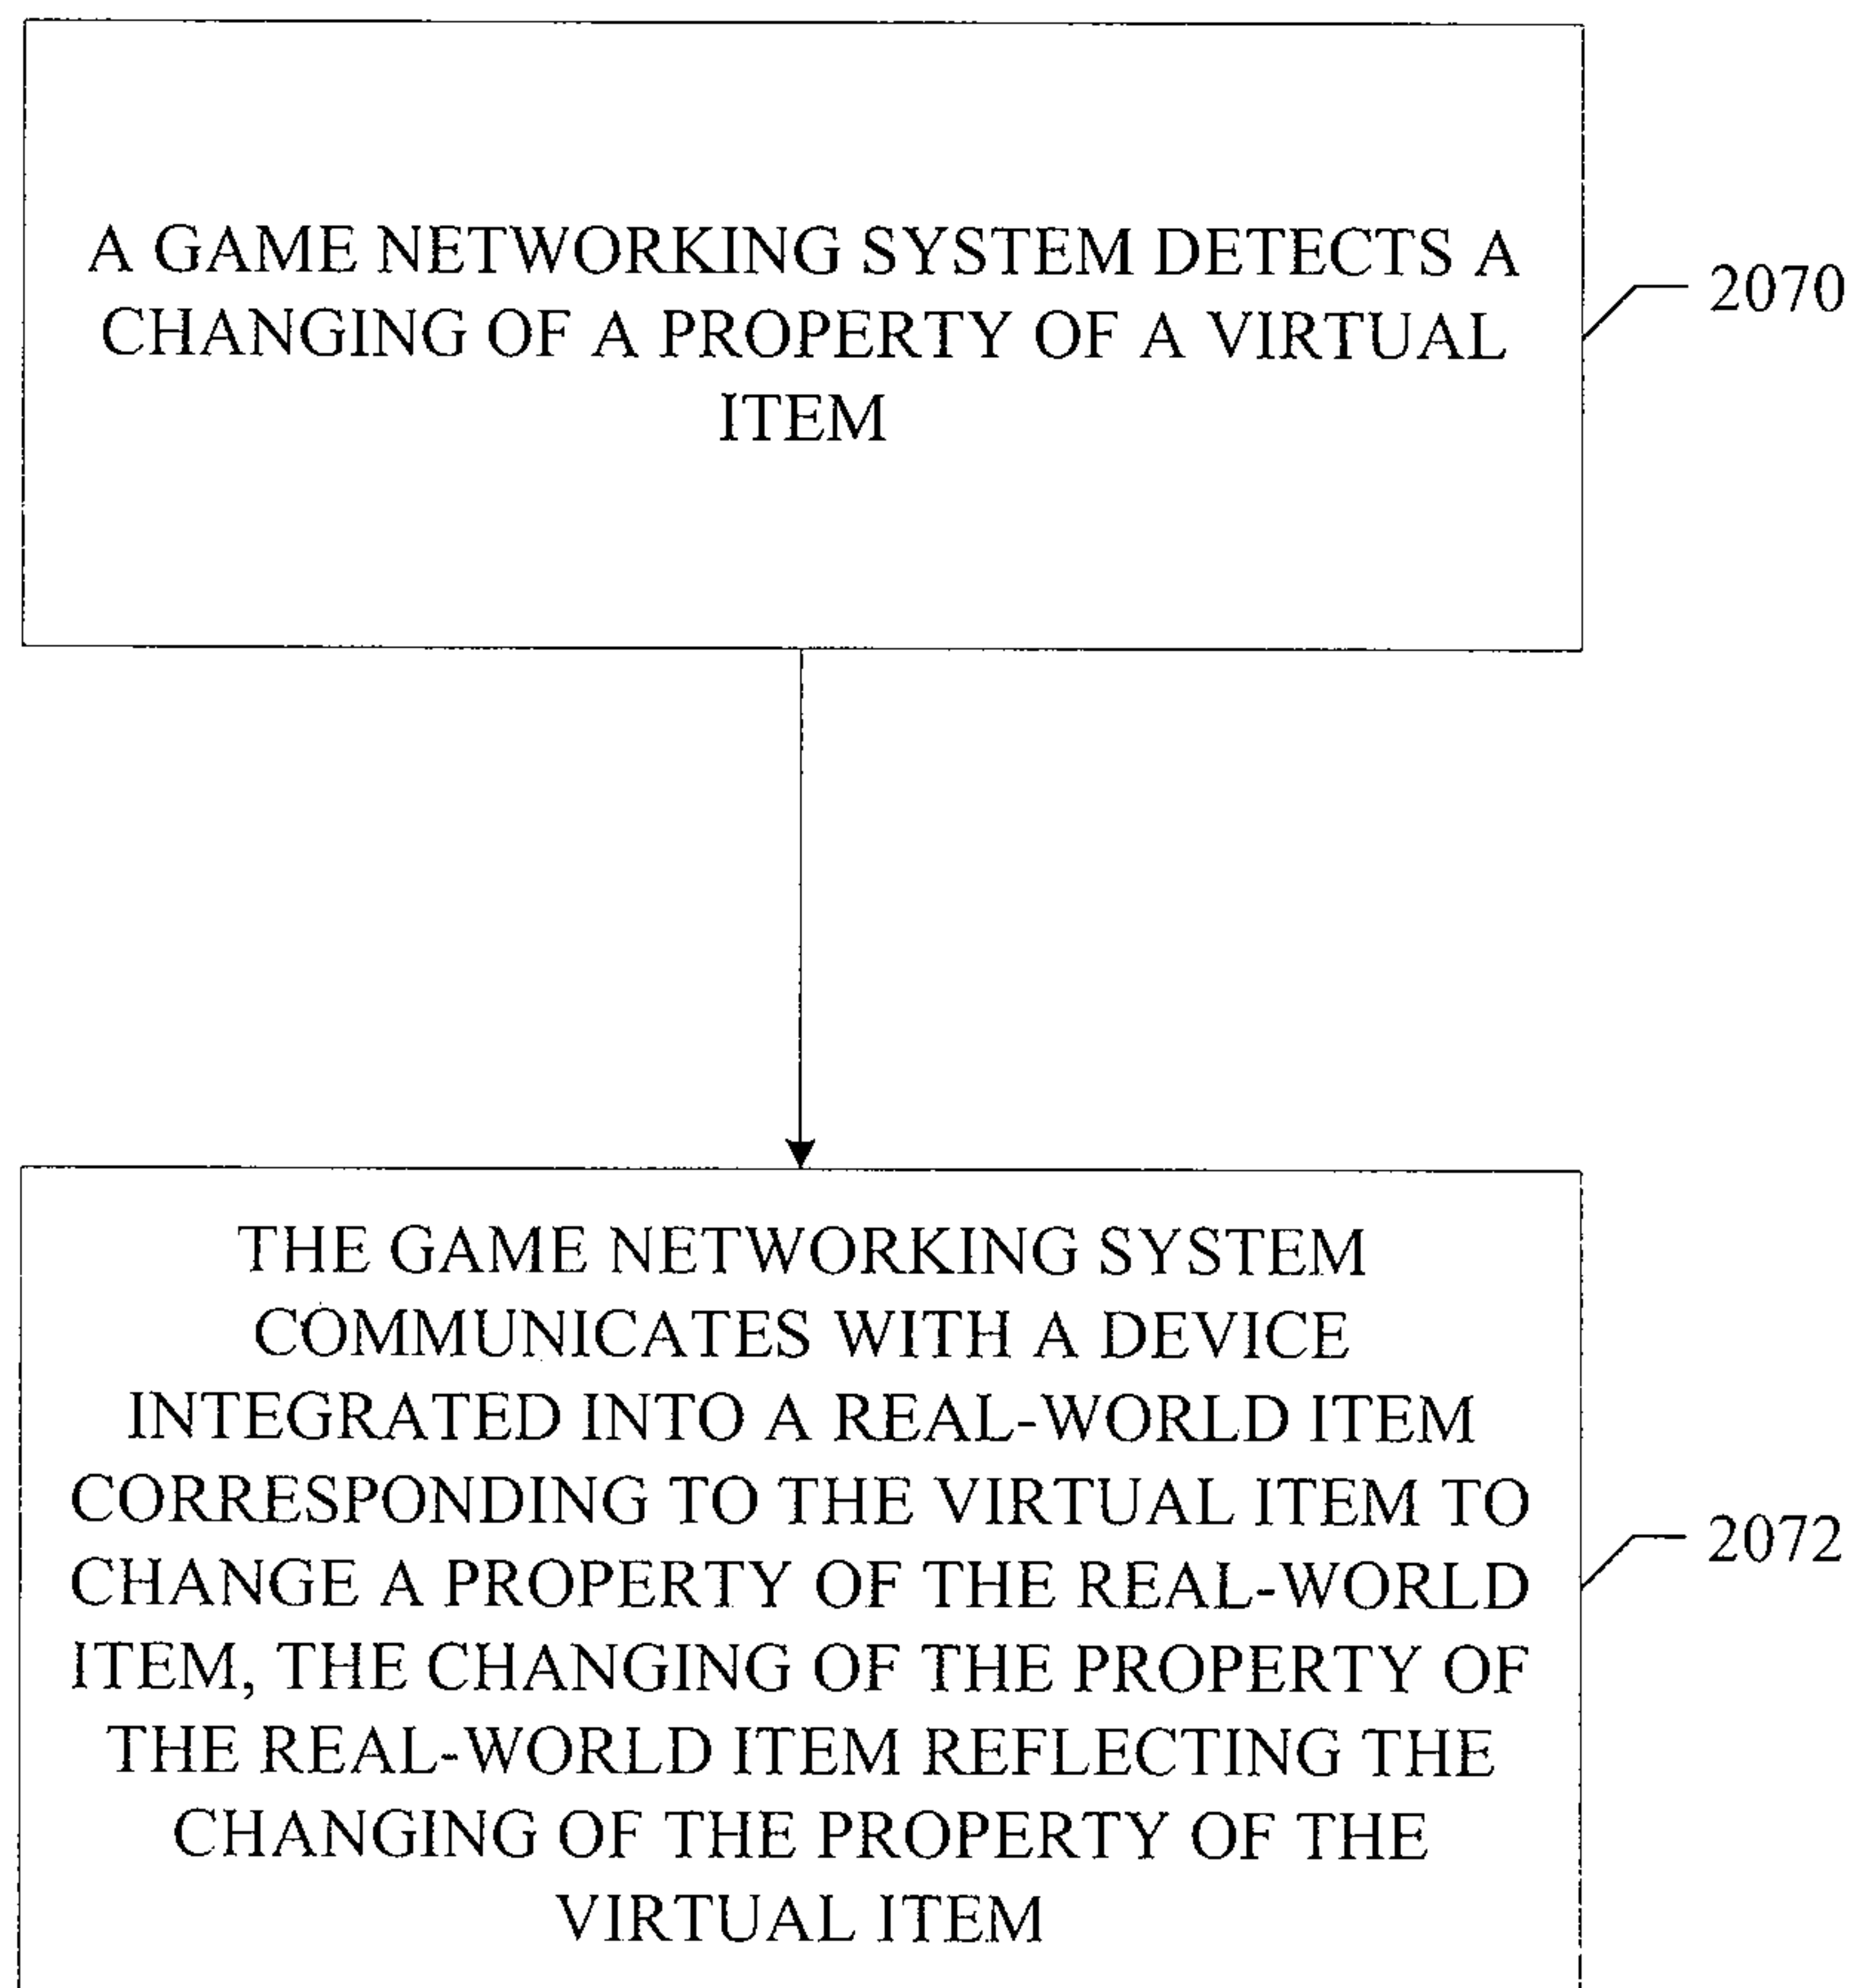 A GAME NETWORKING SYSTEM DETECTS A
CHANGING OF A PROPERTY OF A VIRTUAL
ITEM
2070
THE GAME NETWORKING SYSTEM
COMMUNICATES WITH A DEVICE
INTEGRATED INTO A REAL-WORLD ITEM
CORRESPONDING TO THE VIRTUAL ITEM TO
CHANGE A PROPERTY OF THE REAL-WORLD
ITEM, THE CHANGING OF THE PROPERTY OF
THE REAL-WORLD ITEM REFLECTING THE
CHANGING OF THE PROPERTY OF THE
VIRTUAL ITEM
2072